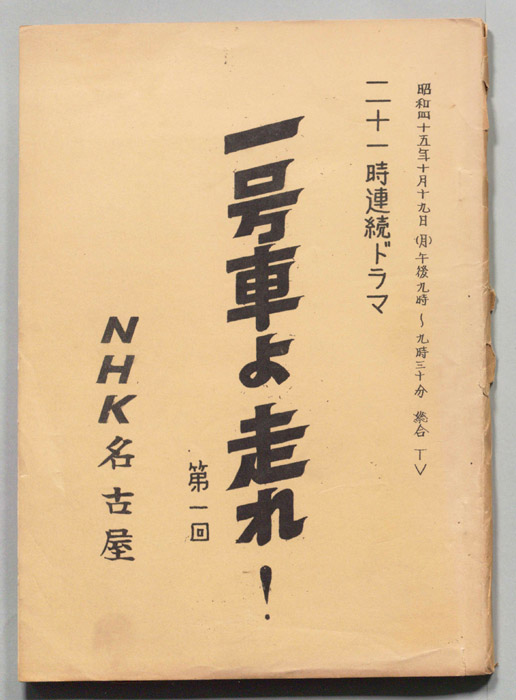 昭和四十五年十月十九日(月)午後九時～九時三十分 総合TV
二十一時連続ドラマ
一号車よ走れ！
第一回
NHK名古屋